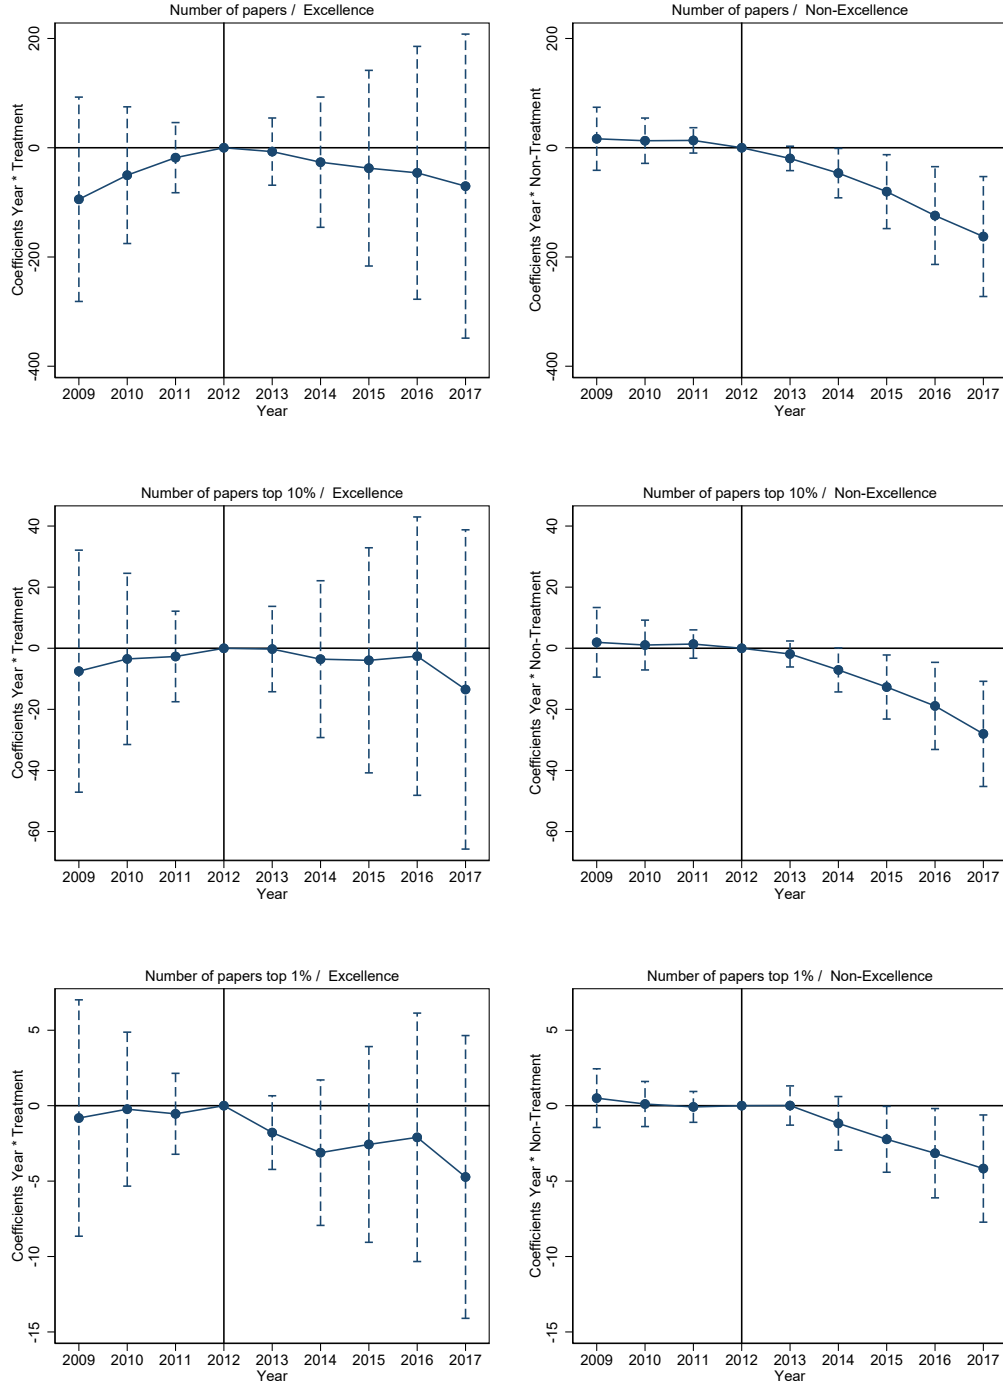 Number of papers /  Excellence
Coefficients Year * Treatment
200
0
-200
-400
2009 2010 2011 2012 2013 2014 2015 2016 2017
Year
Number of papers /  Non-Excellence
Coefficients Year * Non-Treatment
200
0
-200
-400
2009 2010 2011 2012 2013 2014 2015 2016 2017
Year
Number of papers top 10% /  Excellence
Coefficients Year * Treatment
40
20
0
-20
-40
-60
2009 2010 2011 2012 2013 2014 2015 2016 2017
Year
Number of papers top 10% /  Non-Excellence
Coefficients Year * Non-Treatment
40
20
0
-20
-40
-60
2009 2010 2011 2012 2013 2014 2015 2016 2017
Year
Number of papers top 1% /  Excellence
Coefficients Year * Treatment
5
0
-5
-10
-15
2009 2010 2011 2012 2013 2014 2015 2016 2017
Year
Number of papers top 1% /  Non-Excellence
Coefficients Year * Non-Treatment
5
0
-5
-10
-15
2009 2010 2011 2012 2013 2014 2015 2016 2017
Year